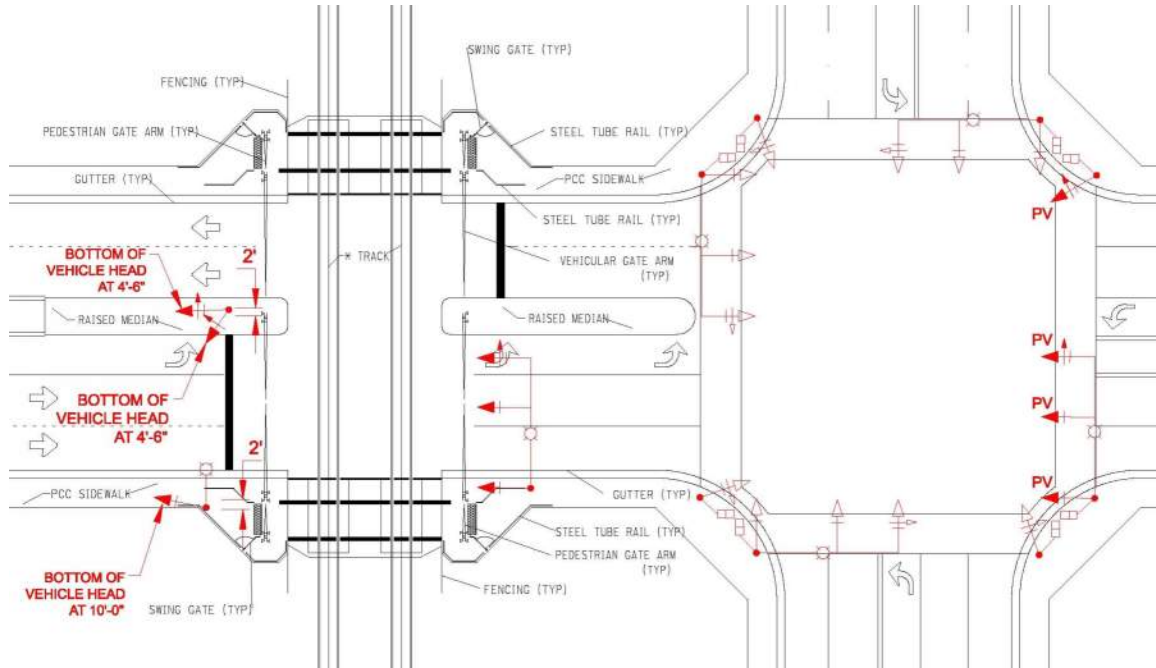 SWING GATE (TYP)
FENCING (TYP)
PEDESTRIAN GATE ARM (TYP)
STEEL TUBE RAIL (TYP)
GUTTER (TYP)
PCC SIDEWALK
STEEL TUBE RAIL (TYP)
PV
BOTTOM OF
VEHICLE HEAD
AT 4'-6"
2'
* TRACK
VEHICULAR GATE ARM
(TYP)
RAISED MEDIAN
RAISED MEDIAN
PV
BOTTOM OF
VEHICLE HEAD
AT 4'-6"
PV
2'
PV
PCC SIDEWALK
GUTTER (TYP)
STEEL TUBE RAIL (TYP)
PEDESTRIAN GATE ARM
(TYP)
BOTTOM OF
VEHICLE HEAD
AT 10'-0"
SWING GATE (TYP)
FENCING (TYP)